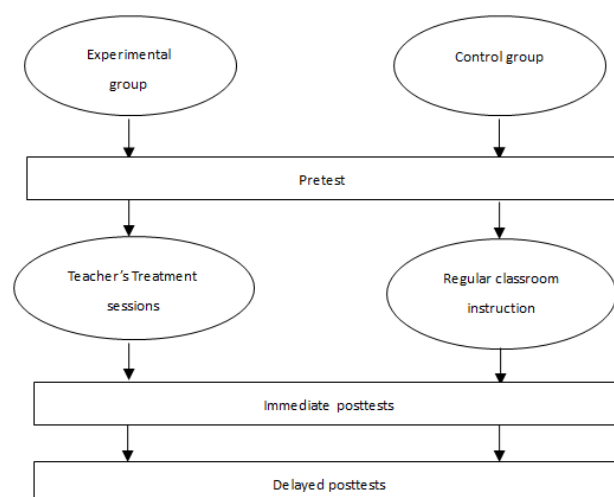 Experimental
group
Control group
Pretest
Teacher's Treatment
sessions
Regular classroom
instruction
Immediate posttests
Delayed posttests